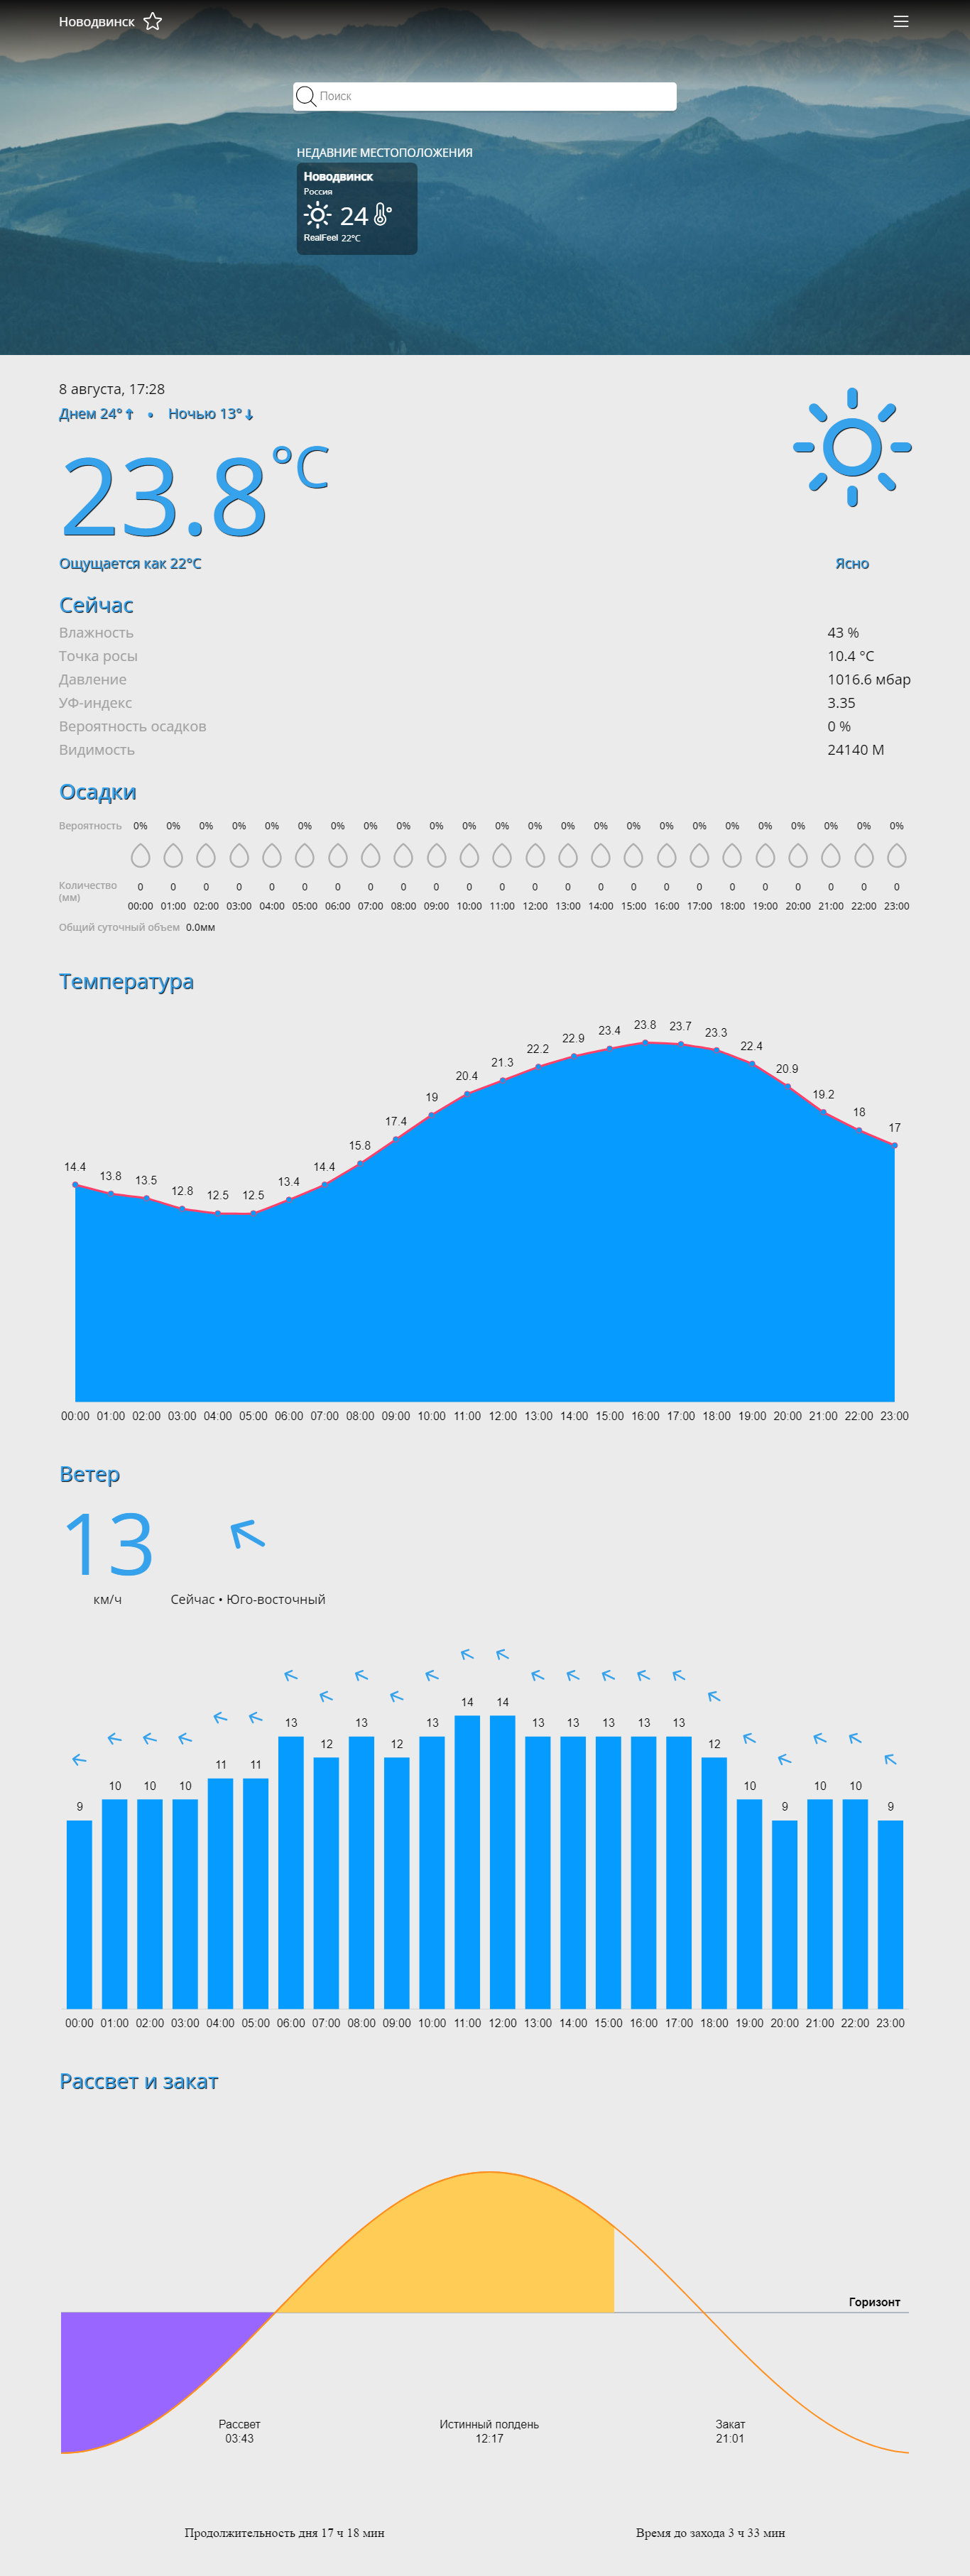 Новодвинск
Поиск
НЕДАВНИЕ МЕСТОПОЛОЖЕНИЯ
Новодвинск
Россия
24 °
RealFeel 22°C
8 августа, 17:28
Днем 24° • Ночью 13°
23.8°C
Ощущается как 22°C
Ясно
Сейчас
Влажность 43 %
Точка росы 10.4 °C
Давление 1016.6 мбар
УФ-индекс 3.35
Вероятность осадков 0 %
Видимость 24140 М
Осадки
Вероятность 0% 0% 0% 0% 0% 0% 0% 0% 0% 0% 0% 0% 0% 0% 0% 0% 0% 0% 0% 0% 0% 0% 0% 0%
Количество (мм) 0 0 0 0 0 0 0 0 0 0 0 0 0 0 0 0 0 0 0 0 0 0 0 0
00:00 01:00 02:00 03:00 04:00 05:00 06:00 07:00 08:00 09:00 10:00 11:00 12:00 13:00 14:00 15:00 16:00 17:00 18:00 19:00 20:00 21:00 22:00 23:00
Общий суточный объем 0.0мм
Температура
14.4 13.8 13.5 12.8 12.5 12.5 13.4 14.4 15.8 17.4 19 20.4 21.3 22.2 22.9 23.4 23.8 23.7 23.3 22.4 20.9 19.2 18 17
00:00 01:00 02:00 03:00 04:00 05:00 06:00 07:00 08:00 09:00 10:00 11:00 12:00 13:00 14:00 15:00 16:00 17:00 18:00 19:00 20:00 21:00 22:00 23:00
Ветер
13
км/ч
Сейчас • Юго-восточный
9 10 10 10 11 11 13 12 13 12 13 14 14 13 13 13 13 13 12 10 9 10 10 9
00:00 01:00 02:00 03:00 04:00 05:00 06:00 07:00 08:00 09:00 10:00 11:00 12:00 13:00 14:00 15:00 16:00 17:00 18:00 19:00 20:00 21:00 22:00 23:00
Рассвет и закат
Горизонт
Рассвет
03:43
Истинный полдень
12:17
Закат
21:01
Продолжительность дня 17 ч 18 мин
Время до захода 3 ч 33 мин